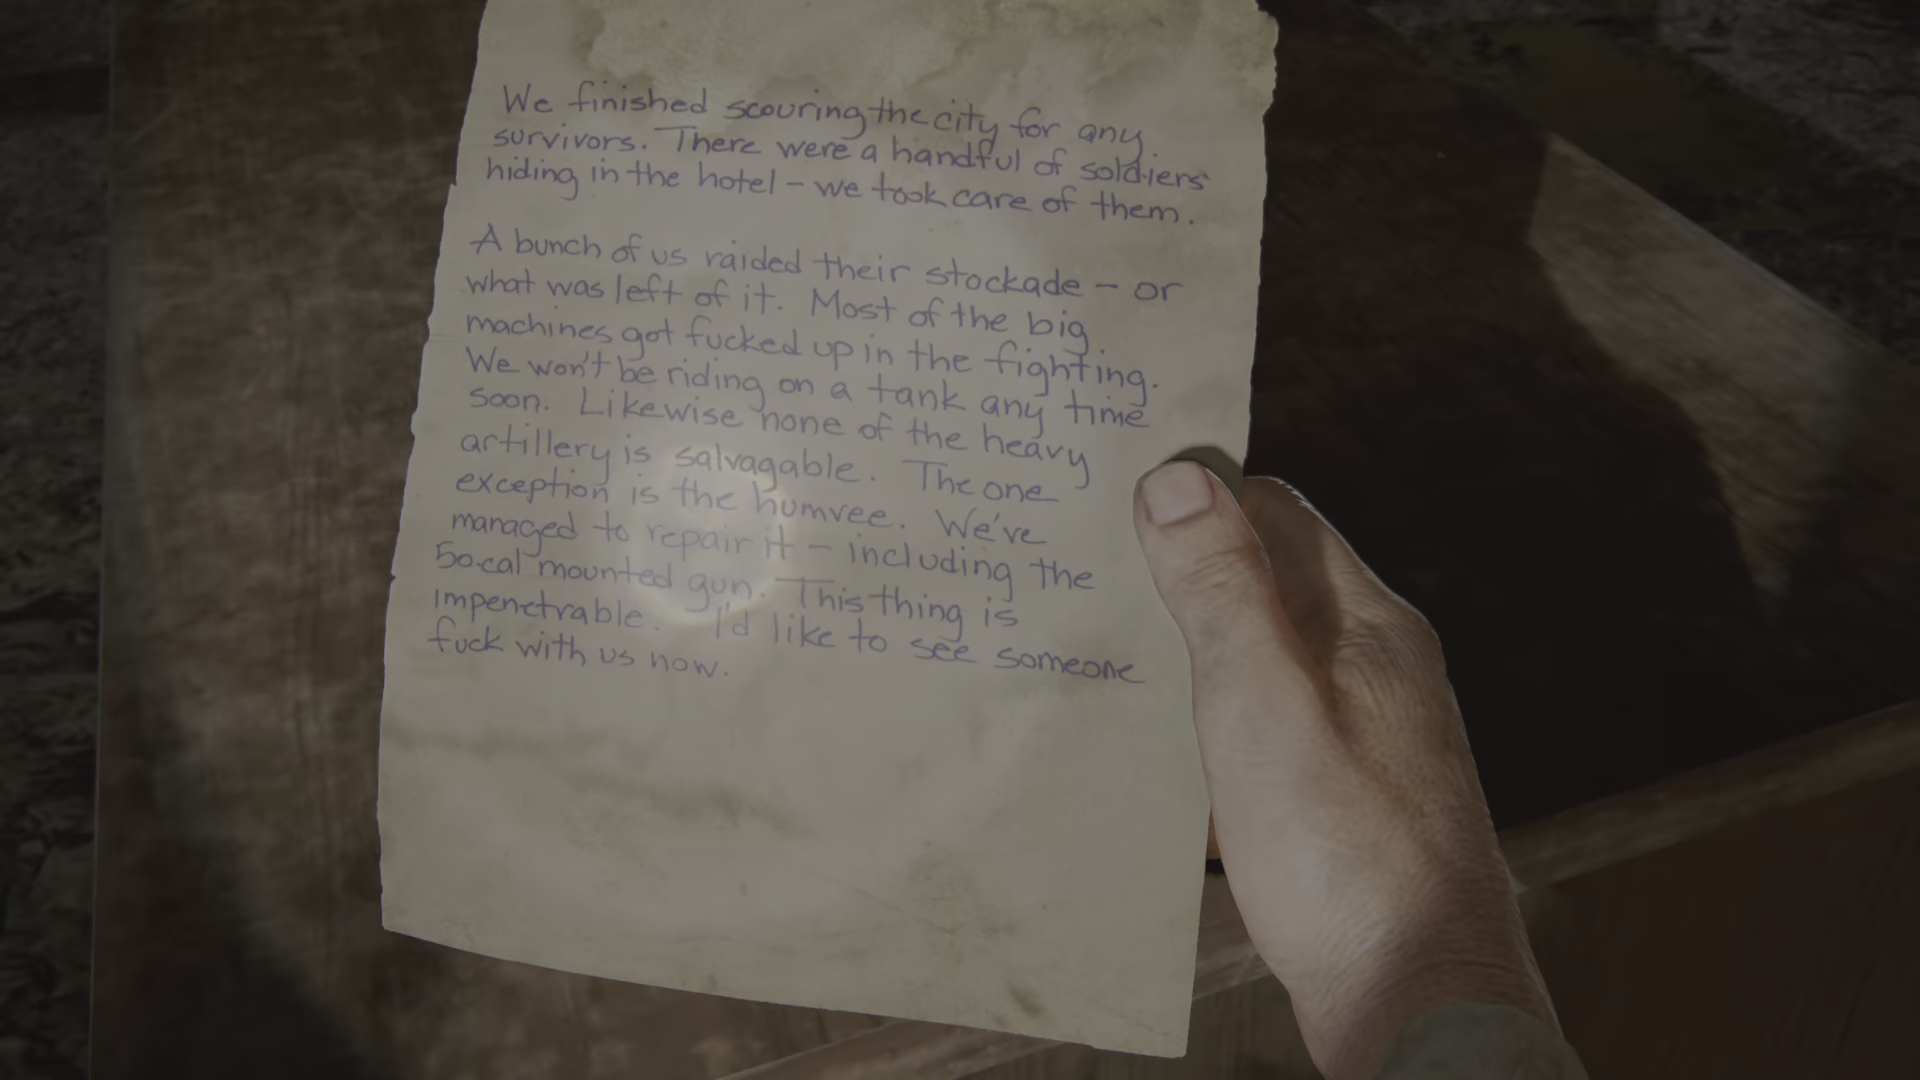 We finished scouring the city for any
survivors. There were a handful of soldiers
hiding in the hotel – we took care of them.
A bunch of us raided their stockade – or
what was left of it. Most of the big
machines got fucked up in the fighting.
We won't be riding on a tank any time
soon. Likewise none of the heavy
artillery is salvagable. The one
exception is the humvee. We've
managed to repair it – including the
50.cal mounted gun. This thing is
impenetrable. I'd like to see someone
fuck with us now.